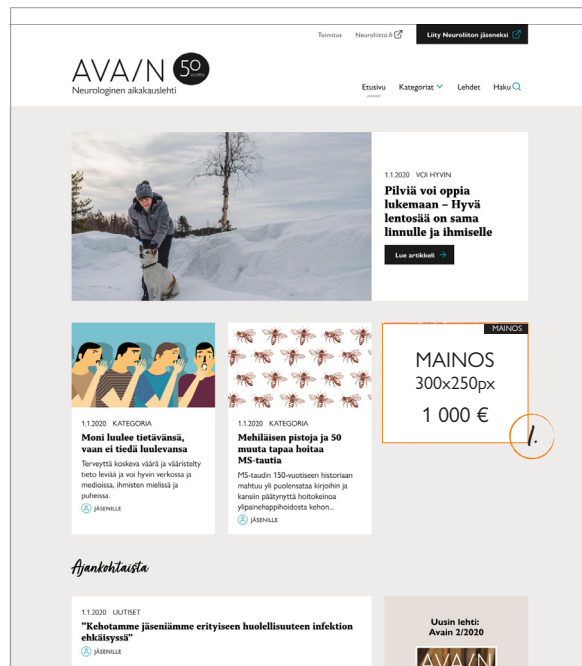 Toimitus Neuroliitto.fi Liity Neuroliiton jäseneksi
AVA/N 50
Neurologinen aikakauslehti
Etusivu Kategoriat Lehdet Haku
1.1.2020 VOI HYVIN
Pilviä voi oppia
lukemaan – Hyvä
lentosää on sama
linnulle ja ihmiselle
Lue artikkeli
1.1.2020 KATEGORIA
Moni luulee tietävänsä,
vaan ei tiedä luulevansa
Terveyttä koskeva väärä ja vääristelty
tieto leviää ja voi hyvin verkossa ja
medioissa, ihmisten mielissä ja
puheissa.
JÄSENILLE
1.1.2020 KATEGORIA
Mehiläisen pistoja ja 50
muuta tapaa hoitaa
MS-tautia
MS-taudin 150-vuotiseen historiaan
mahtuu yli puolensataa kirjoihin ja
kansiin päätynyttä hoitokeinoa
ylipainehappihoidosta kehon...
JÄSENILLE
MAINOS
MAINOS
300x250px
1 000 €
1.
Ajankohtaista
1.1.2020 UUTISET
"Kehotamme jäseniämme erityiseen huolellisuuteen infektion
ehkäisyssä"
JÄSENILLE
Uusin lehti:
Avain 2/2020
AVA/N